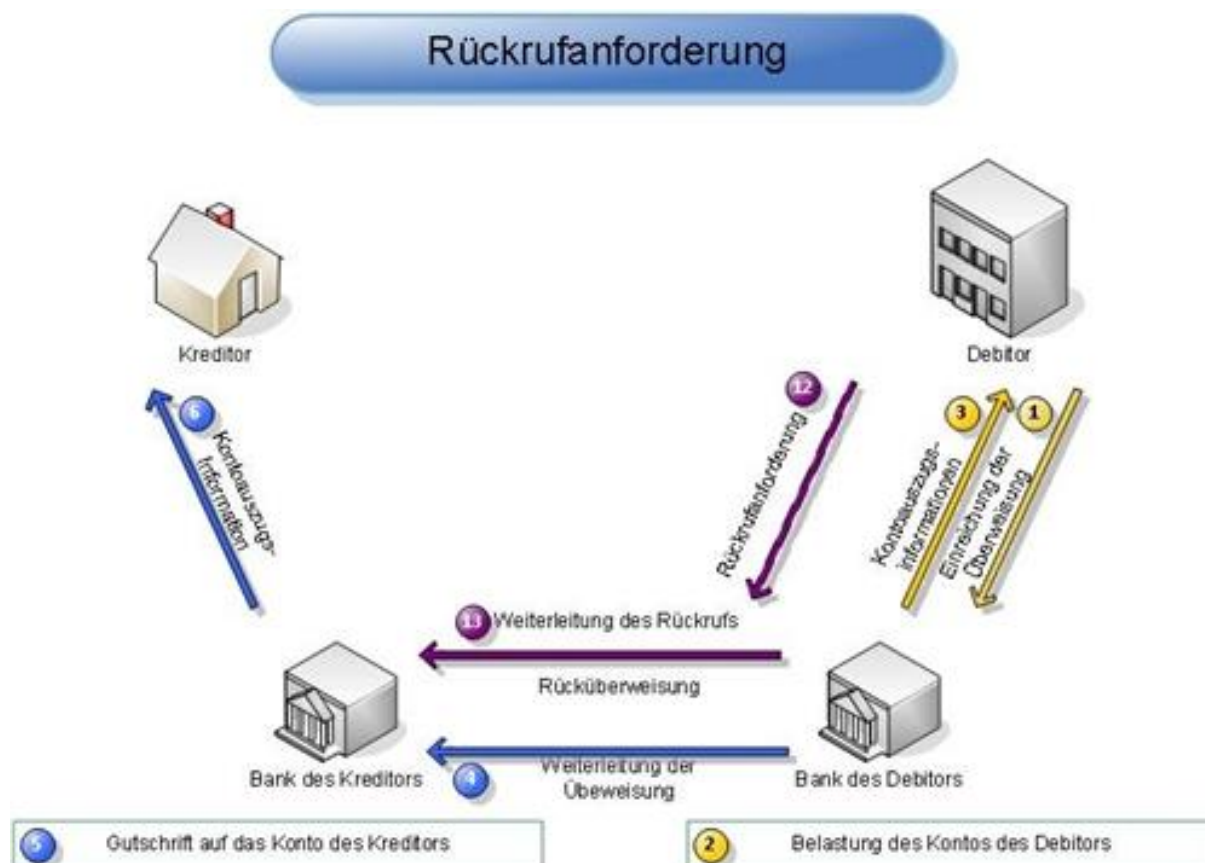 Rückrufanforderung
Kreditor
Debitor
6
Kontoauszugs-
Information
12
Rückrufanforderung
3
Kontoauszugs-
informationen
1
Einreichung der
Überweisung
13 Weiterleitung des Rückrufs
Rücküberweisung
4
Weiterleitung der
Übeweisung
Bank des Kreditors
Bank des Debitors
5 Gutschrift auf das Konto des Kreditors
2 Belastung des Kontos des Debitors